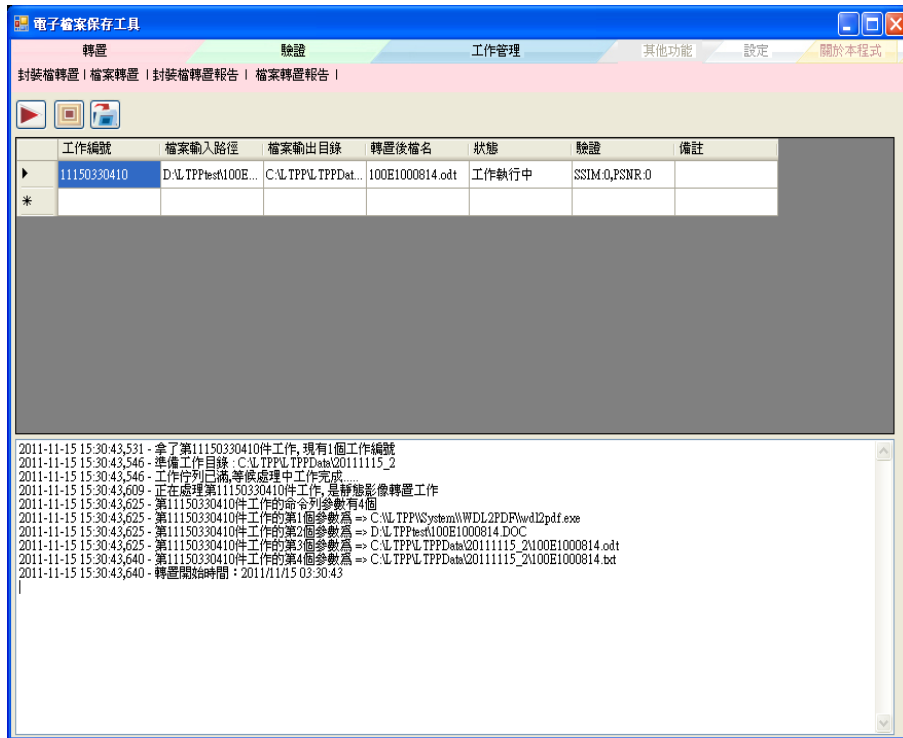 電子檔案保存工具
轉置 驗證 工作管理 其他功能 設定 關於本程式
封裝檔轉置 | 檔案轉置 | 封裝檔轉置報告 | 檔案轉置報告 |
工作編號 檔案輸入路徑 檔案輸出目錄 轉置後檔名 狀態 驗證 備註
11150330410 D:\LTPPtest\100E... C:\LTPP\LTPPDat... 100E1000814.odt 工作執行中 SSIM:0,PSNR:0
2011-11-15 15:30:43,531 - 拿了第11150330410件工作, 現有1個工作編號
2011-11-15 15:30:43,546 - 準備工作目錄 : C:\LTPP\LTPPData\20111115_2
2011-11-15 15:30:43,546 - 工作佇列已滿,等候處理中工作完成.....
2011-11-15 15:30:43,609 - 正在處理第11150330410件工作, 是靜態影像轉置工作
2011-11-15 15:30:43,625 - 第11150330410件工作的命令列參數有4個
2011-11-15 15:30:43,625 - 第11150330410件工作的第1個參數為 => C:\\LTPP\\System\\WDL2PDF\\wdl2pdf.exe
2011-11-15 15:30:43,625 - 第11150330410件工作的第2個參數為 => D:\LTPPtest\100E1000814.DOC
2011-11-15 15:30:43,625 - 第11150330410件工作的第3個參數為 => C:\LTPP\LTPPData\20111115_2\100E1000814.odt
2011-11-15 15:30:43,640 - 第11150330410件工作的第4個參數為 => C:\LTPP\LTPPData\20111115_2\100E1000814.txt
2011-11-15 15:30:43,640 - 轉置開始時間：2011/11/15 03:30:43